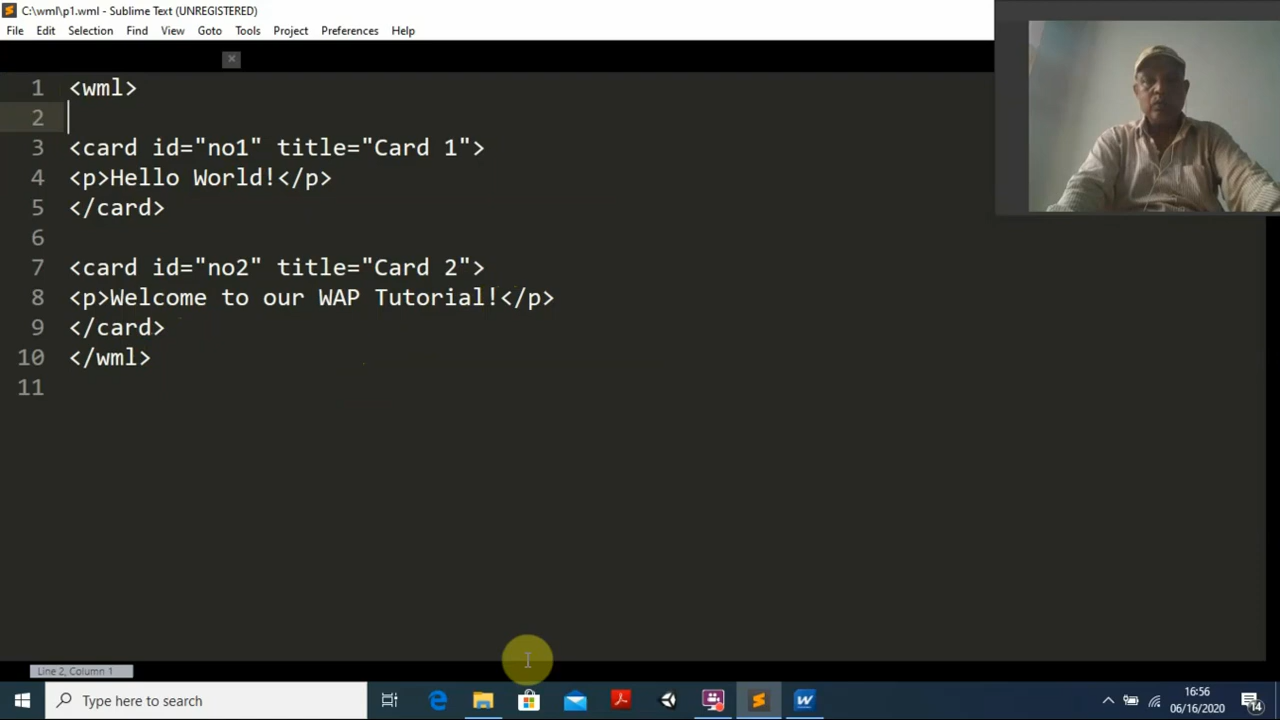 C:\wml\p1.wml - Sublime Text (UNREGISTERED)
File Edit Selection Find View Goto Tools Project Preferences Help
1 <wml>
2
3 <card id="no1" title="Card 1">
4 <p>Hello World!</p>
5 </card>
6
7 <card id="no2" title="Card 2">
8 <p>Welcome to our WAP Tutorial!</p>
9 </card>
10 </wml>
11
Line 2, Column 1
Type here to search
16:56
06/16/2020
14